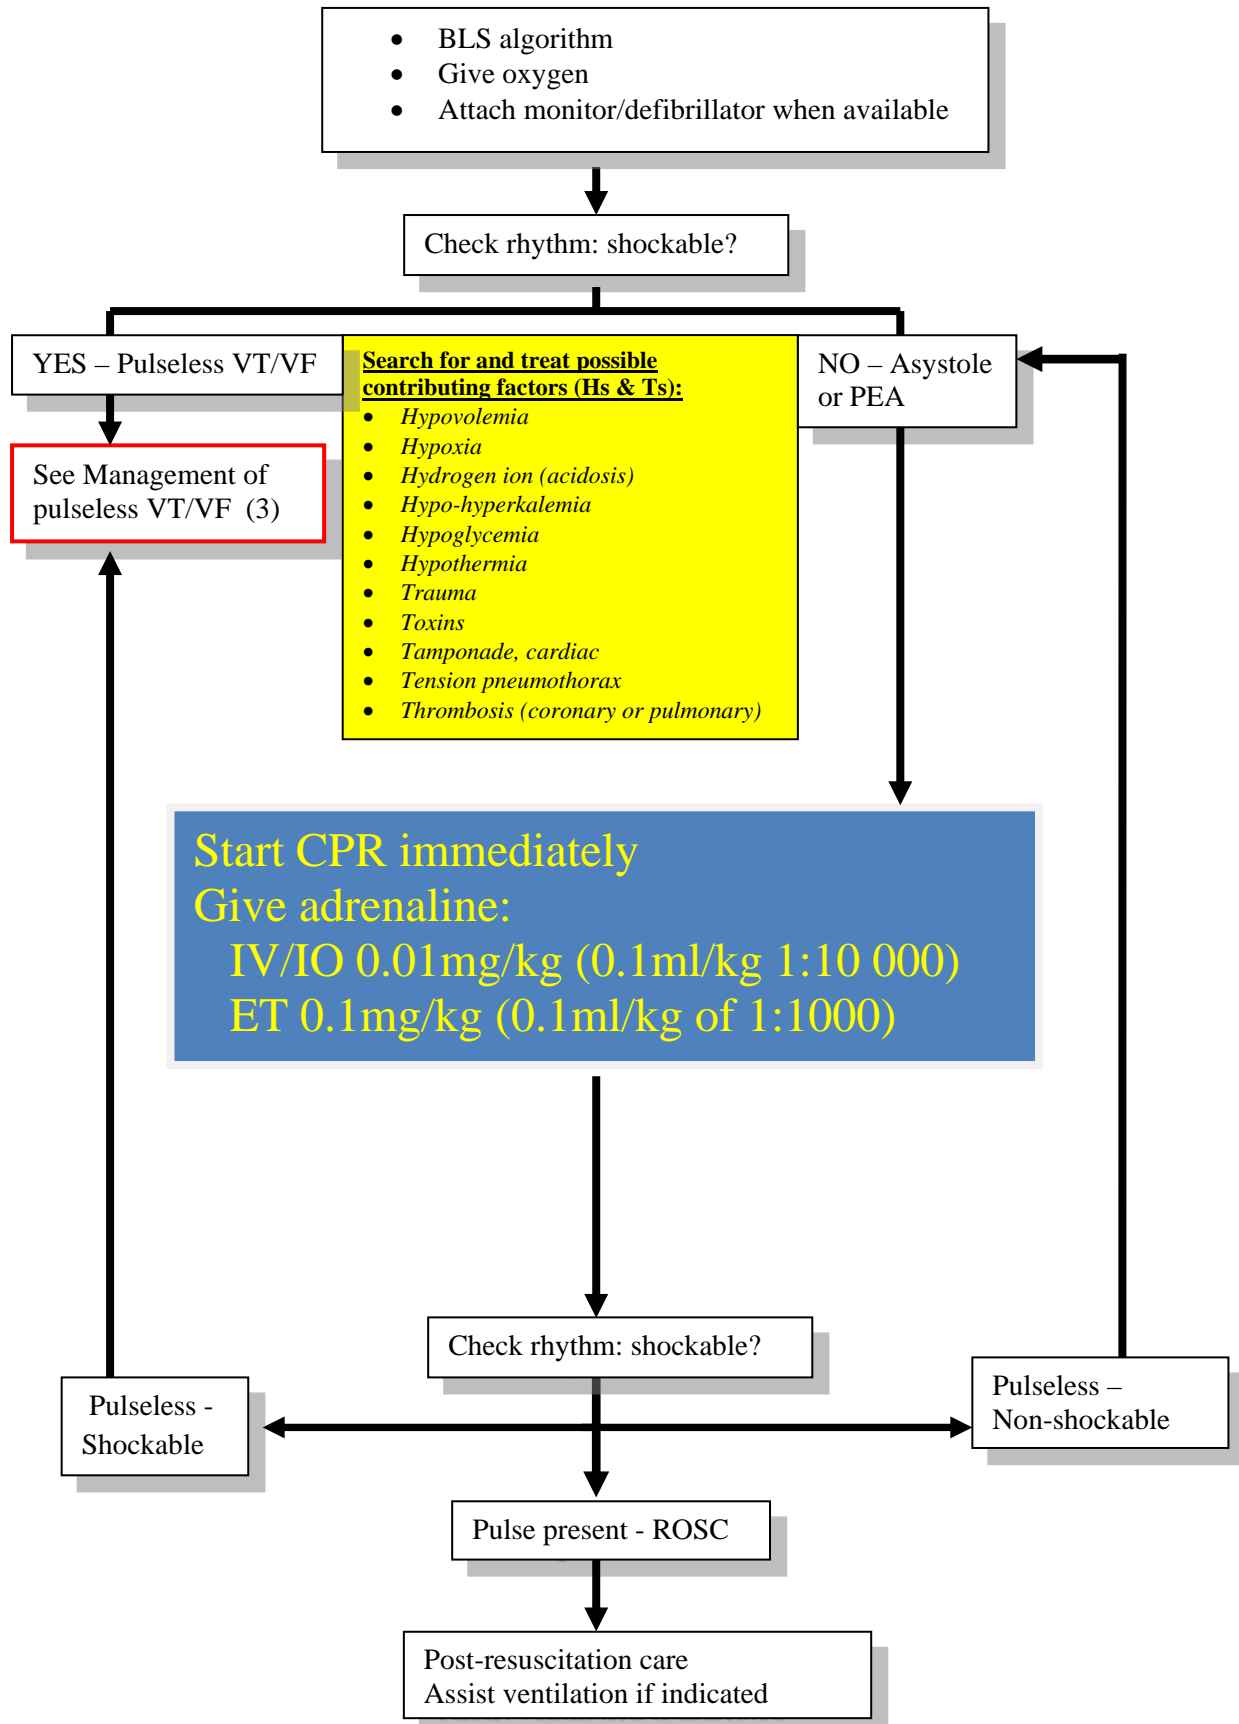 • BLS algorithm
• Give oxygen
• Attach monitor/defibrillator when available
Check rhythm: shockable?
YES – Pulseless VT/VF
See Management of
pulseless VT/VF (3)
Search for and treat possible
contributing factors (Hs & Ts):
• Hypovolemia
• Hypoxia
• Hydrogen ion (acidosis)
• Hypo-hyperkalemia
• Hypoglycemia
• Hypothermia
• Trauma
• Toxins
• Tamponade, cardiac
• Tension pneumothorax
• Thrombosis (coronary or pulmonary)
NO – Asystole
or PEA
Start CPR immediately
Give adrenaline:
IV/IO 0.01mg/kg (0.1ml/kg 1:10 000)
ET 0.1mg/kg (0.1ml/kg of 1:1000)
Check rhythm: shockable?
Pulseless -
Shockable
Pulseless –
Non-shockable
Pulse present - ROSC
Post-resuscitation care
Assist ventilation if indicated